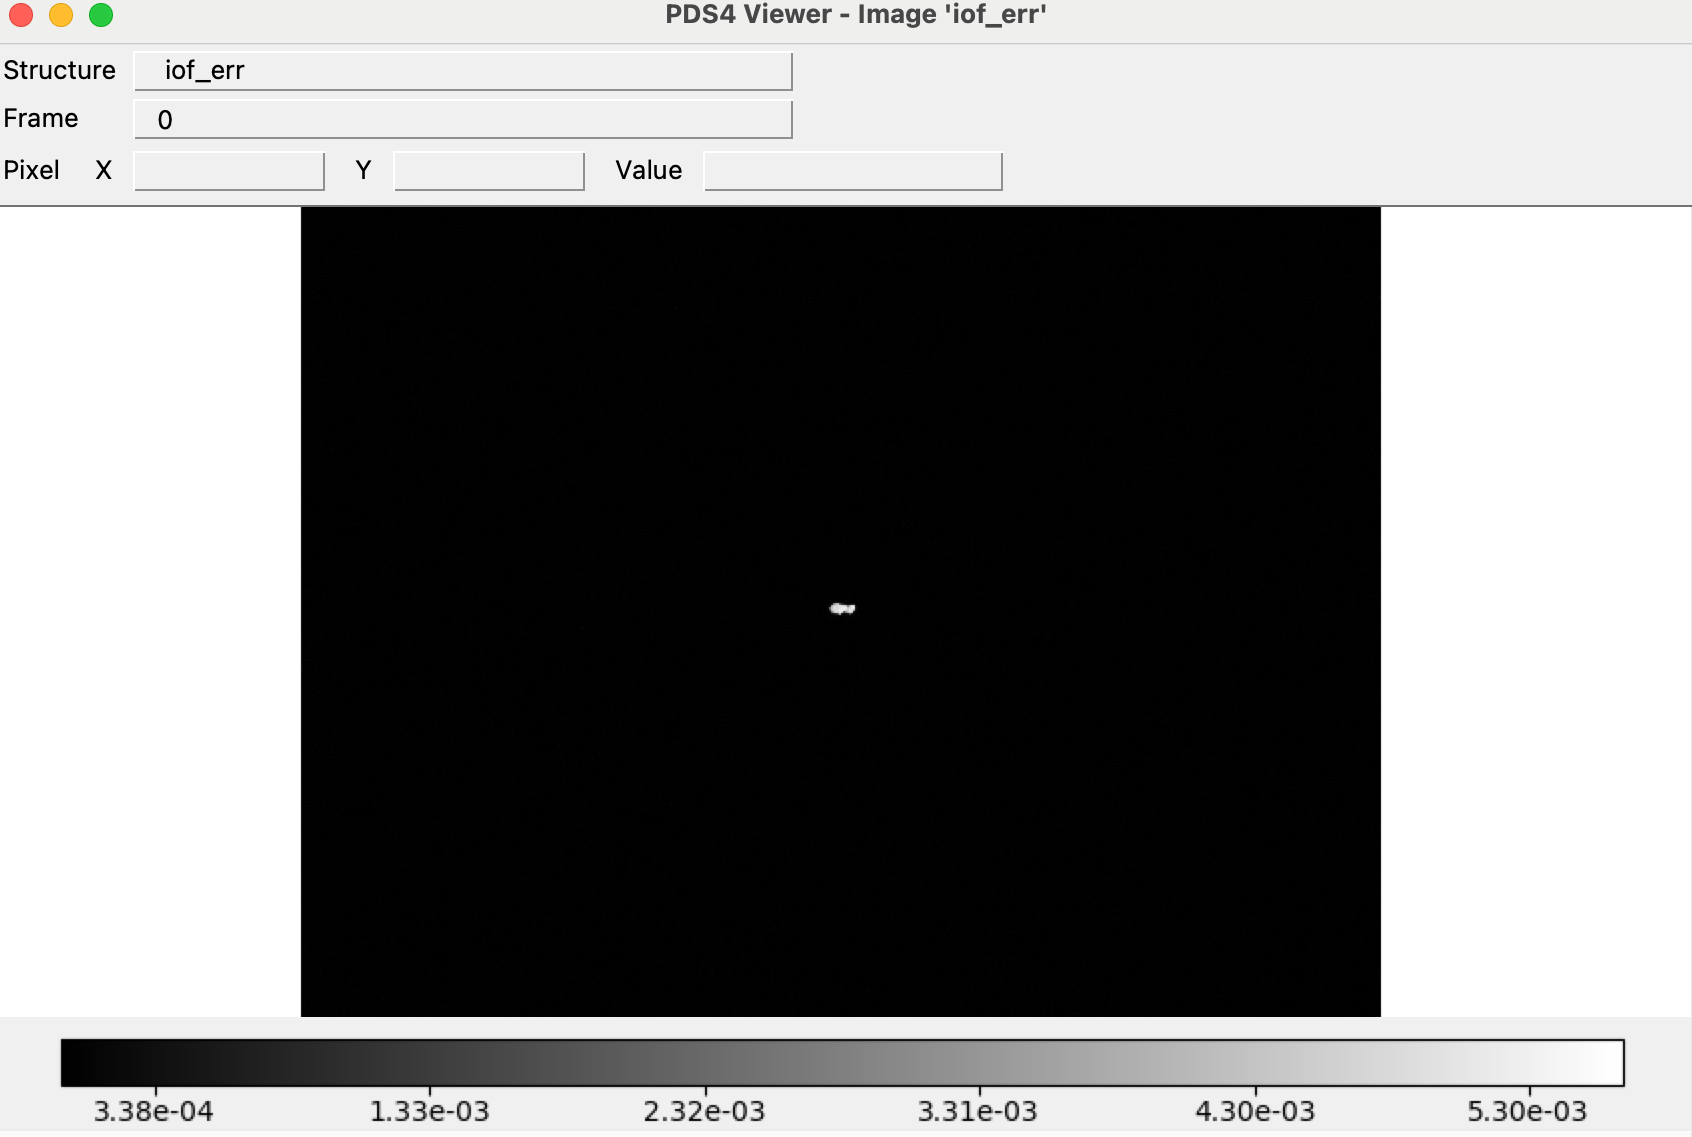 PDS4 Viewer - Image 'iof_err'
Structure iof_err
Frame 0
Pixel X Y Value
3.38e-04 1.33e-03 2.32e-03 3.31e-03 4.30e-03 5.30e-03